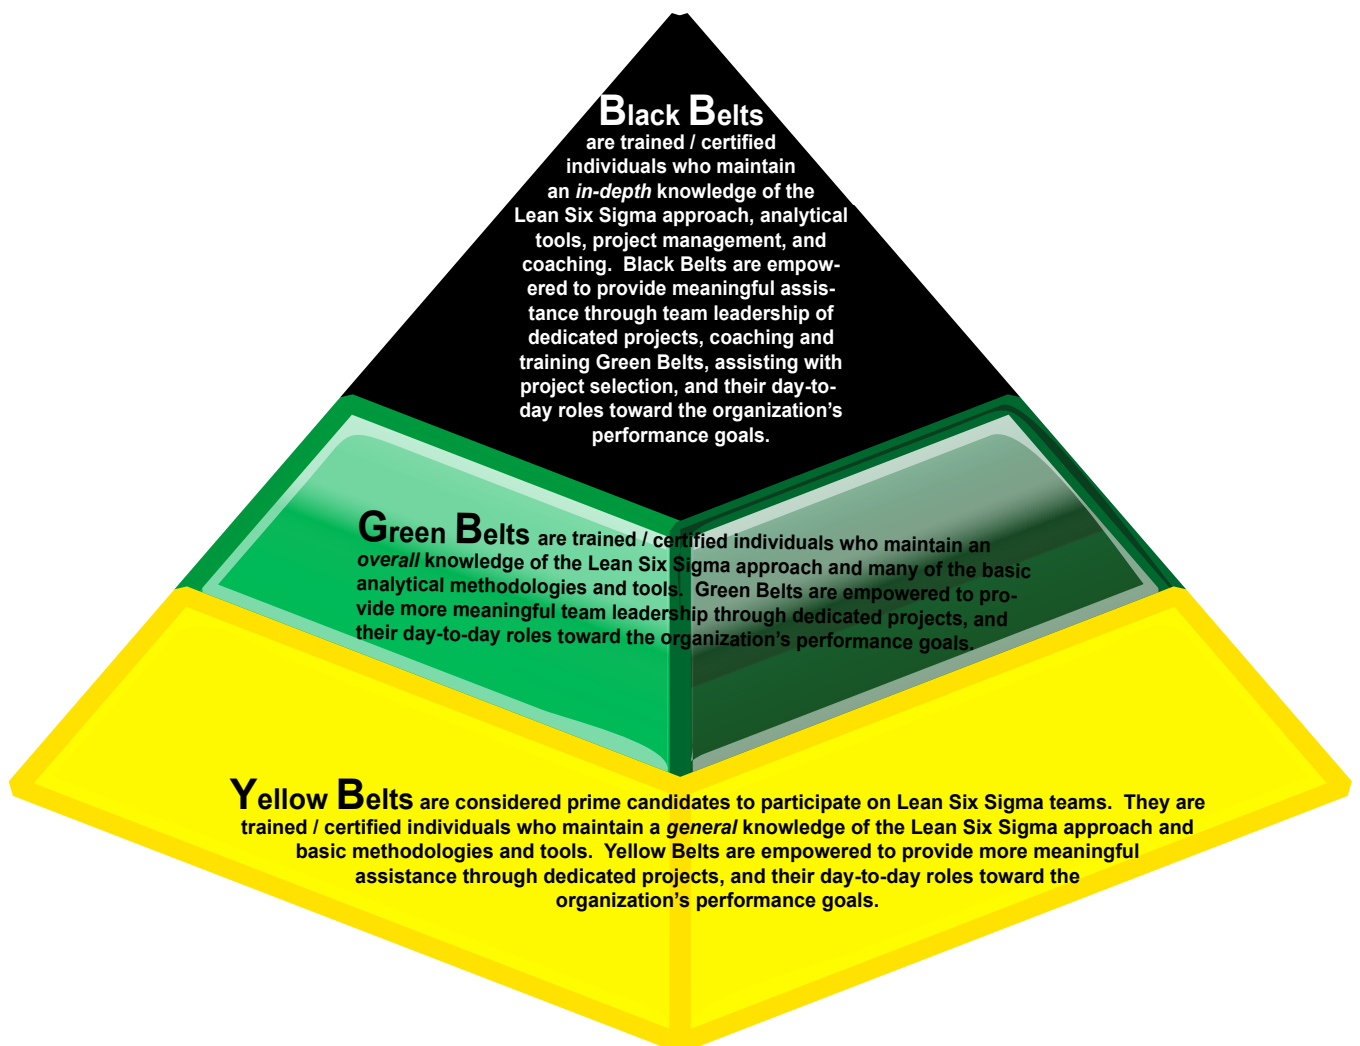 Black Belts
are trained / certified
individuals who maintain
an in-depth knowledge of the
Lean Six Sigma approach, analytical
tools, project management, and
coaching.  Black Belts are empow-
ered to provide meaningful assis-
tance through team leadership of
dedicated projects, coaching and
training Green Belts, assisting with
project selection, and their day-to-
day roles toward the organization’s
performance goals.
Green Belts are trained / certified individuals who maintain an
overall knowledge of the Lean Six Sigma approach and many of the basic
analytical methodologies and tools.  Green Belts are empowered to pro-
vide more meaningful team leadership through dedicated projects, and
their day-to-day roles toward the organization’s performance goals.
Yellow Belts are considered prime candidates to participate on Lean Six Sigma teams.  They are
trained / certified individuals who maintain a general knowledge of the Lean Six Sigma approach and
basic methodologies and tools.  Yellow Belts are empowered to provide more meaningful
assistance through dedicated projects, and their day-to-day roles toward the
organization’s performance goals.